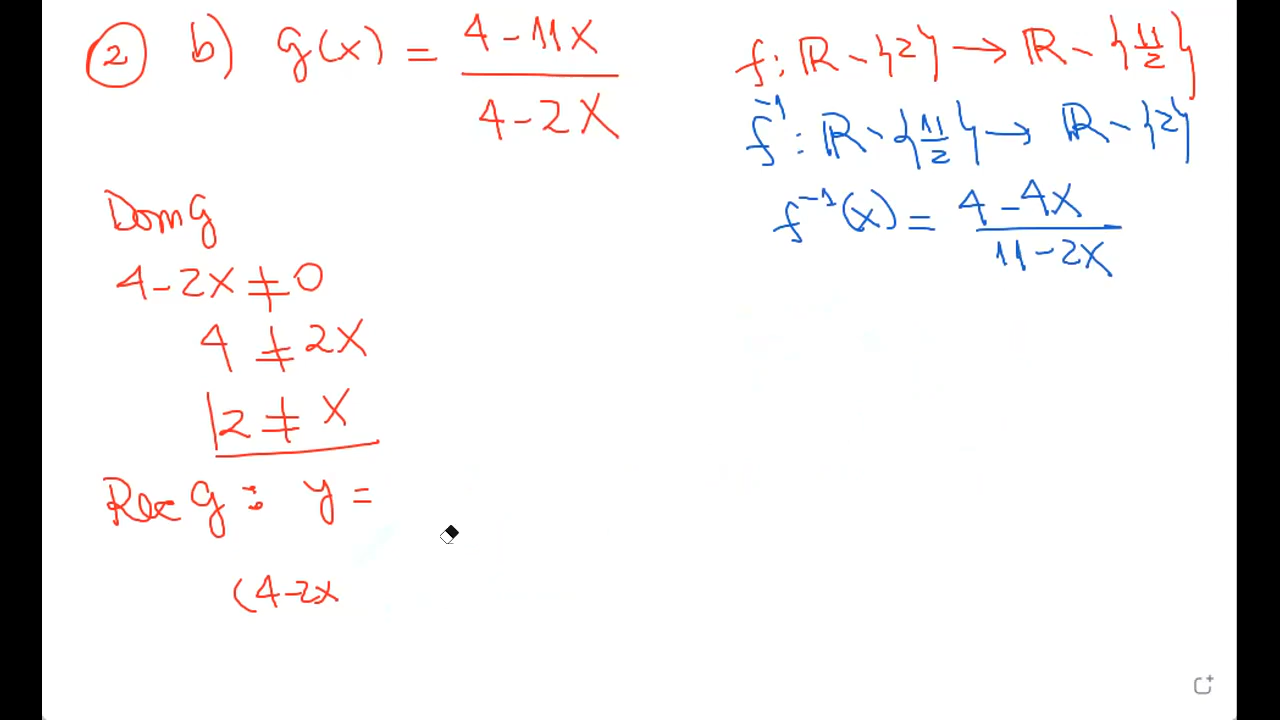 ② b) g(x) = (4-11x)/(4-2x)
Dom g
4-2x ≠ 0
4 ≠ 2x
2 ≠ x
Rec g : y =
(4-2x
f: ℝ - {2} → ℝ - {11/2}
f⁻¹: ℝ - {11/2} → ℝ - {2}
f⁻¹(x) = (4-4x)/(11-2x)